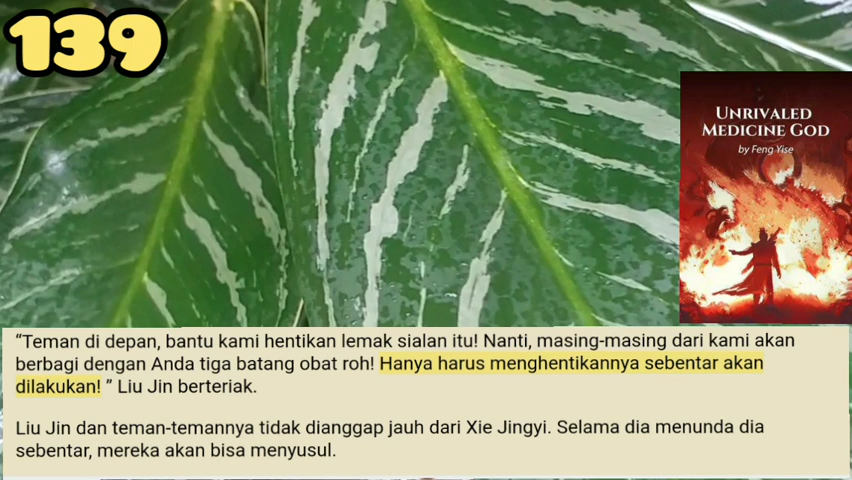 139
UNRIVALED
MEDICINE GOD
by Feng Yise
“Teman di depan, bantu kami hentikan lemak sialan itu! Nanti, masing-masing dari kami akan
berbagi dengan Anda tiga batang obat roh! Hanya harus menghentikannya sebentar akan
dilakukan! ” Liu Jin berteriak.
Liu Jin dan teman-temannya tidak dianggap jauh dari Xie Jingyi. Selama dia menunda dia
sebentar, mereka akan bisa menyusul.